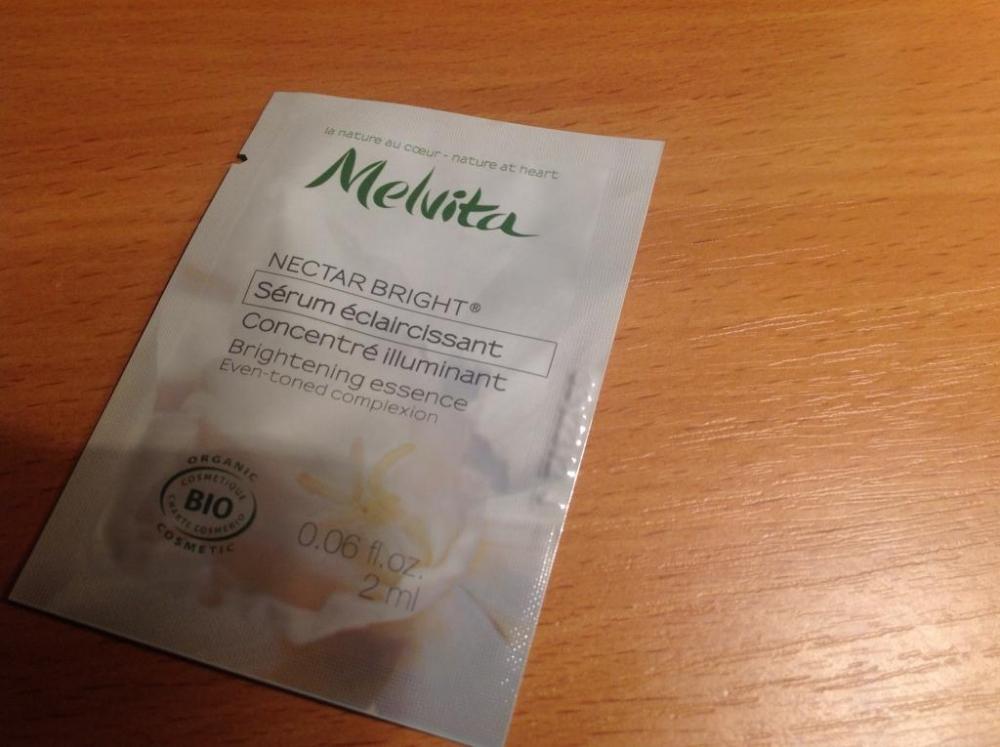 la nature au cœur - nature at heart
Melvita
NECTAR BRIGHT®
Sérum éclaircissant
Concentré illuminant
Brightening essence
Even-toned complexion
ORGANIC
COSMETIQUE
BIO
CHARTE COSMEBIO
COSMETIC
0.06 fl.oz.
2 ml